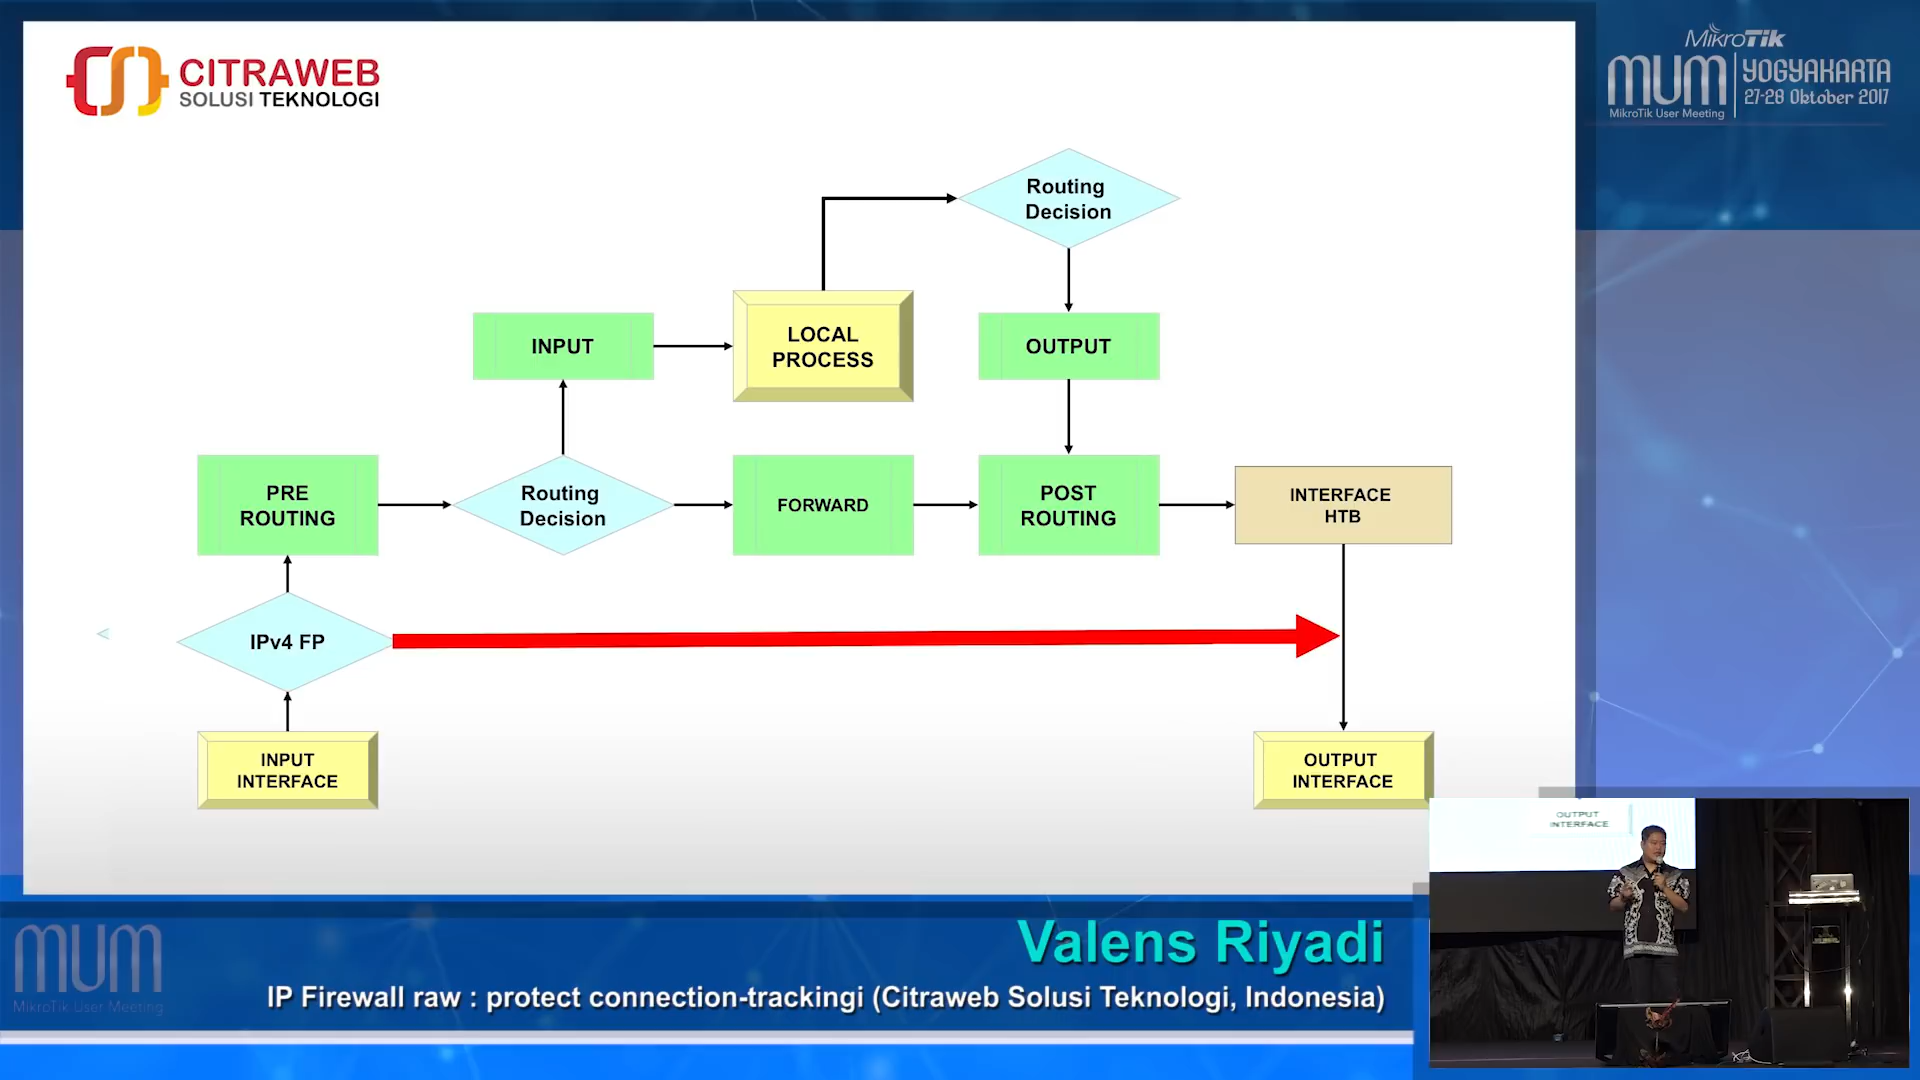 CITRAWEB
SOLUSI TEKNOLOGI
MikroTik
MUM
MikroTik User Meeting
YOGYAKARTA
27-28 Oktober 2017
Routing
Decision
INPUT
LOCAL
PROCESS
OUTPUT
PRE
ROUTING
Routing
Decision
FORWARD
POST
ROUTING
INTERFACE
HTB
<
IPv4 FP
INPUT
INTERFACE
OUTPUT
INTERFACE
OUTPUT
INTERFACE
MUM
MikroTik User Meeting
Valens Riyadi
IP Firewall raw : protect connection-trackingi (Citraweb Solusi Teknologi, Indonesia)